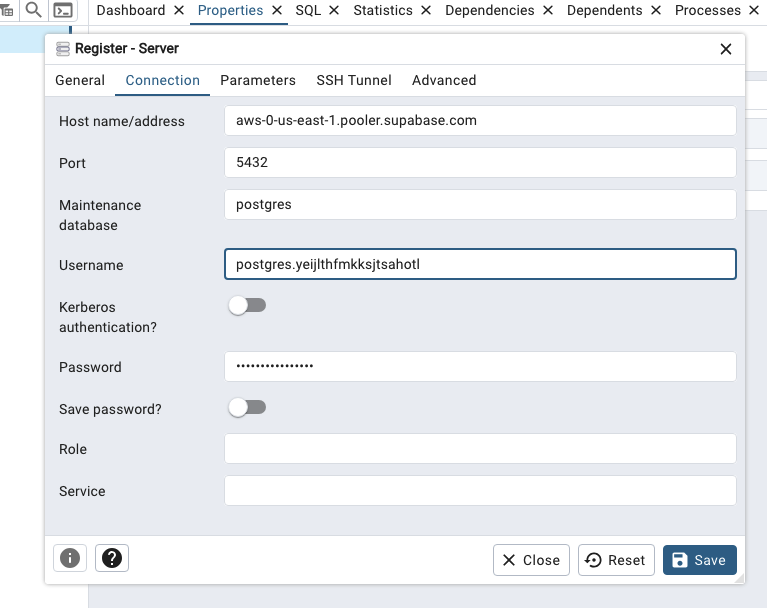 Dashboard Properties SQL Statistics Dependencies Dependents Processes
Register - Server
General Connection Parameters SSH Tunnel Advanced
Host name/address aws-0-us-east-1.pooler.supabase.com
Port 5432
Maintenance database postgres
Username postgres.yeijlthfmkksjtsahotl
Kerberos authentication?
Password ••••••••••••••••
Save password?
Role
Service
Close Reset Save